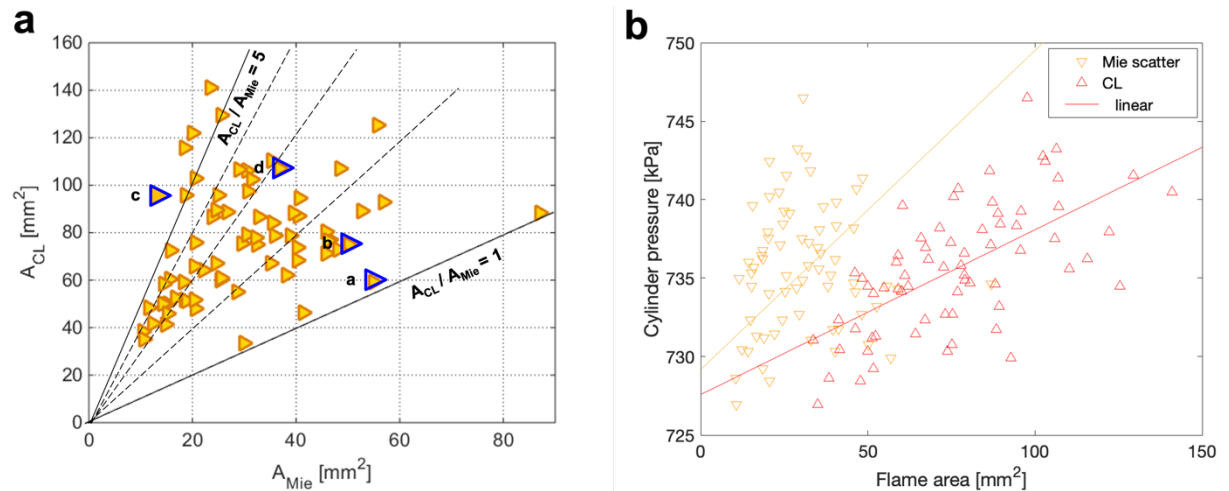 a
160
140
120
100
80
60
40
20
0
A_CL [mm²]
A_CL / A_Mie = 5
A_CL / A_Mie = 1
c
d
b
a
0 20 40 60 80
A_Mie [mm²]
b
750
745
740
735
730
725
Cylinder pressure [kPa]
Mie scatter
CL
linear
0 50 100 150
Flame area [mm²]